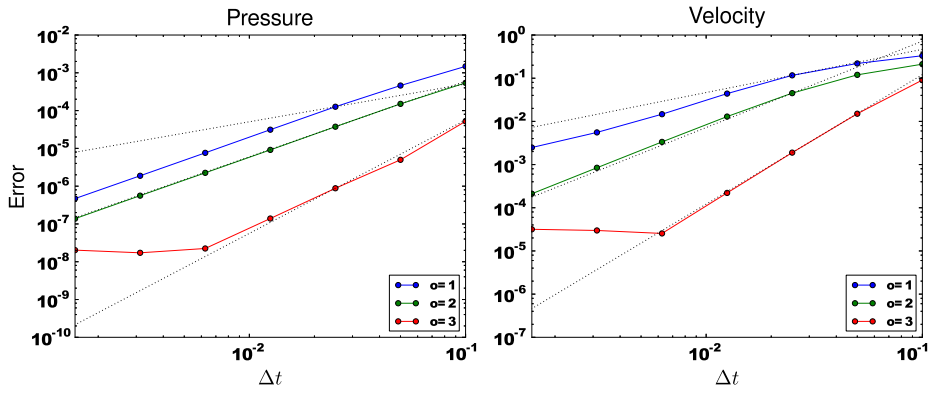 Pressure
Velocity
Error
10^-2
10^-3
10^-4
10^-5
10^-6
10^-7
10^-8
10^-9
10^-10
10^-2
10^-1
Δt
o= 1
o= 2
o= 3
10^0
10^-1
10^-2
10^-3
10^-4
10^-5
10^-6
10^-7
10^-2
10^-1
Δt
o= 1
o= 2
o= 3